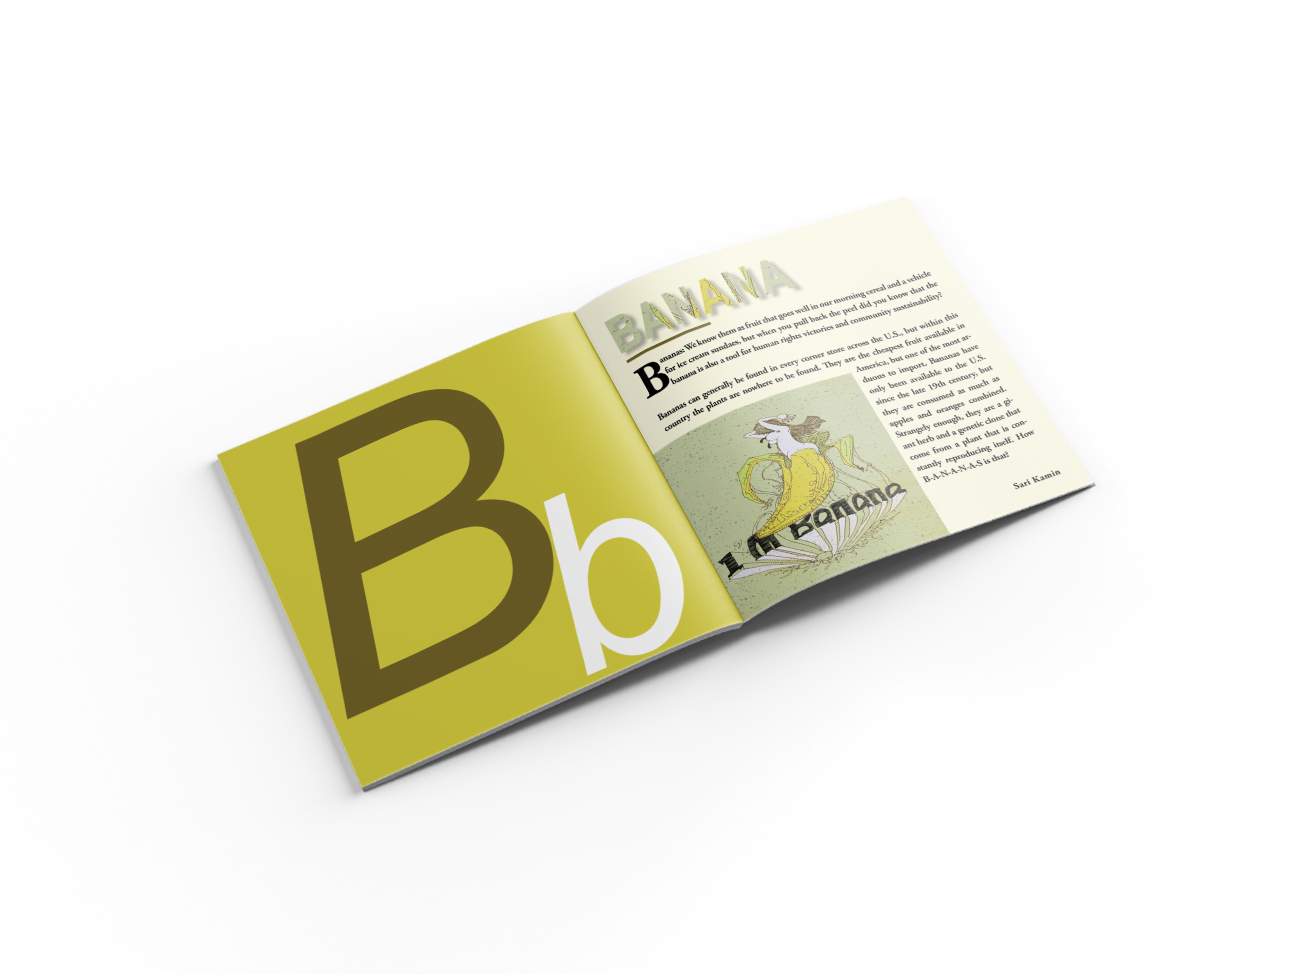 Bb
BANANA
Bananas: We know them as fruit that goes well in our morning cereal and a vehicle
for ice cream sundaes, but when you pull back the peel did you know that the
banana is also a tool for human rights victories and community sustainability?
Bananas can generally be found in every corner store across the U.S., but within this
country the plants are nowhere to be found. They are the cheapest fruit available in
America, but one of the most ar-
duous to import. Bananas have
only been available to the U.S.
since the late 19th century, but
they are consumed as much as
apples and oranges combined.
Strangely enough, they are a gi-
ant herb and a genetic clone that
come from a plant that is con-
stantly reproducing itself. How
B-A-N-A-N-A-S is that?
Sari Kamin
I M Banana